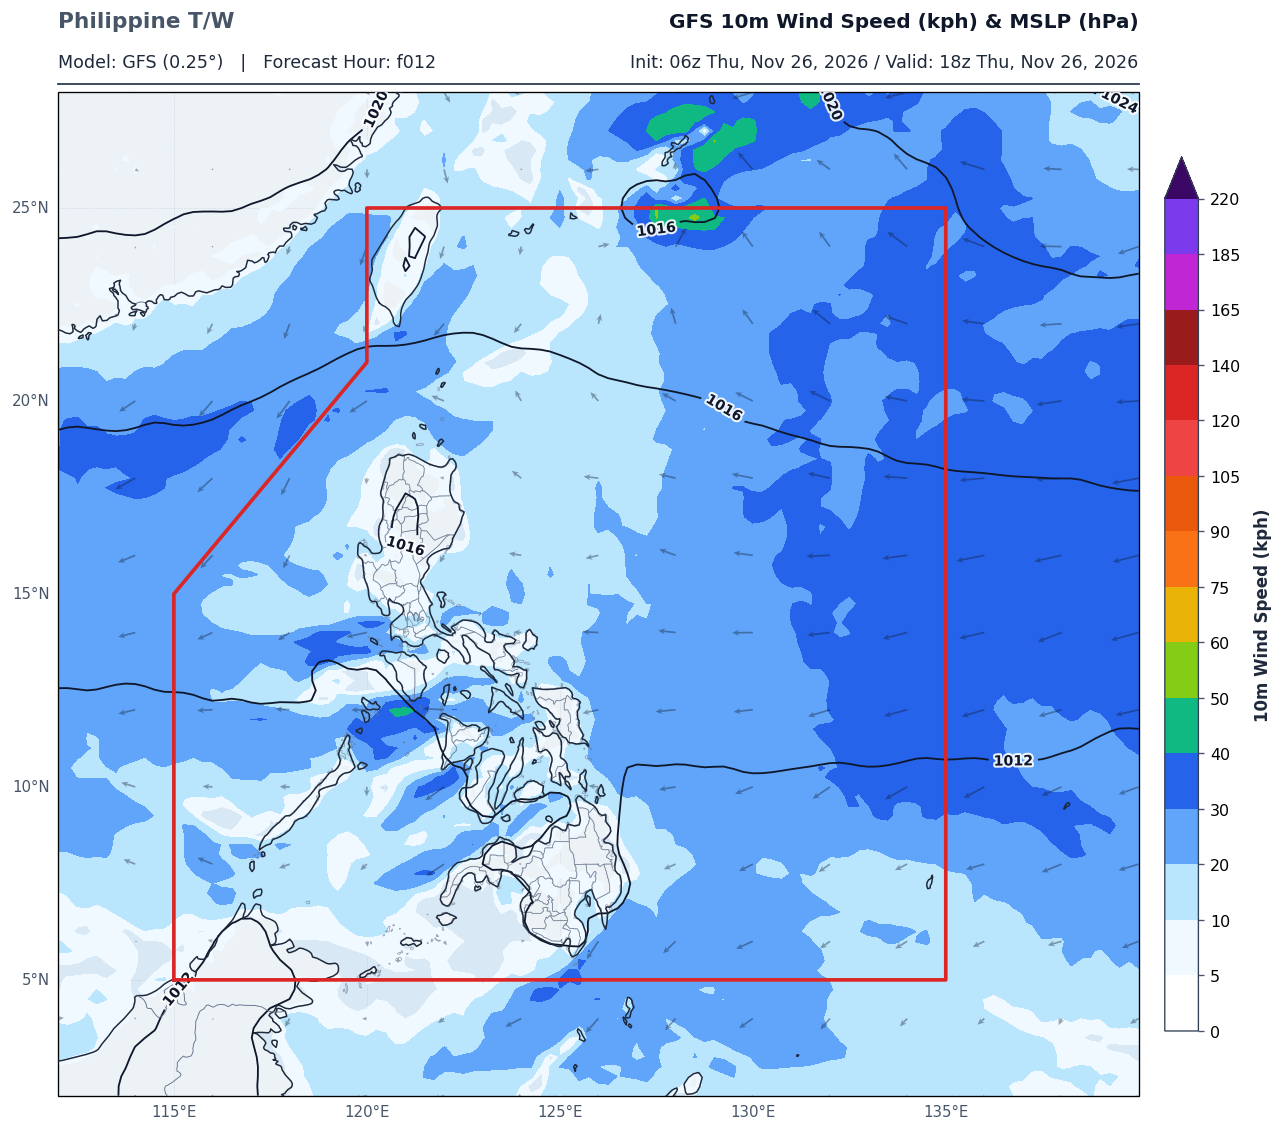 Philippine T/W
GFS 10m Wind Speed (kph) & MSLP (hPa)
Model: GFS (0.25°) | Forecast Hour: f012
Init: 06z Thu, Nov 26, 2026 / Valid: 18z Thu, Nov 26, 2026
1020
1024
1016
1016
1016
1012
1012
25°N
20°N
15°N
10°N
5°N
115°E
120°E
125°E
130°E
135°E
220
185
165
140
120
105
90
75
60
50
40
30
20
10
5
0
10m Wind Speed (kph)